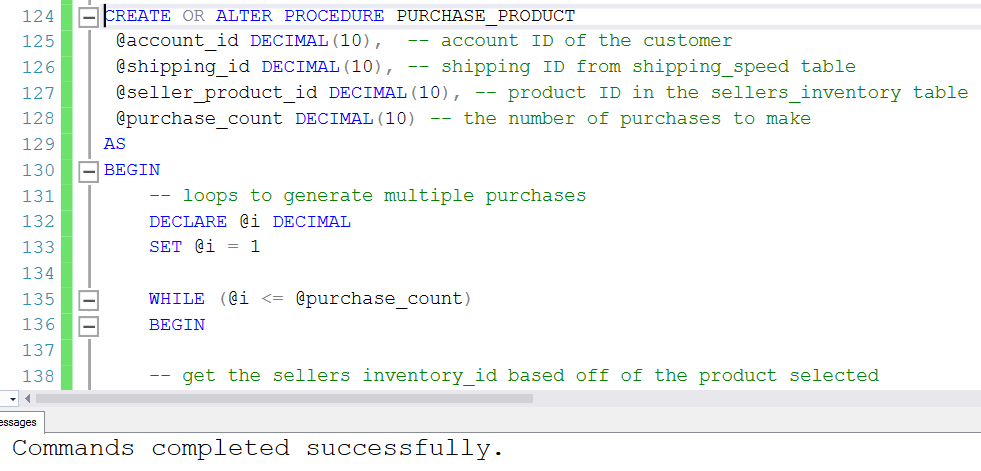 124 CREATE OR ALTER PROCEDURE PURCHASE_PRODUCT
125 @account_id DECIMAL(10), -- account ID of the customer
126 @shipping_id DECIMAL(10), -- shipping ID from shipping_speed table
127 @seller_product_id DECIMAL(10), -- product ID in the sellers_inventory table
128 @purchase_count DECIMAL(10) -- the number of purchases to make
129 AS
130 BEGIN
131 -- loops to generate multiple purchases
132 DECLARE @i DECIMAL
133 SET @i = 1
134
135 WHILE (@i <= @purchase_count)
136 BEGIN
137
138 -- get the sellers inventory_id based off of the product selected
essages
Commands completed successfully.